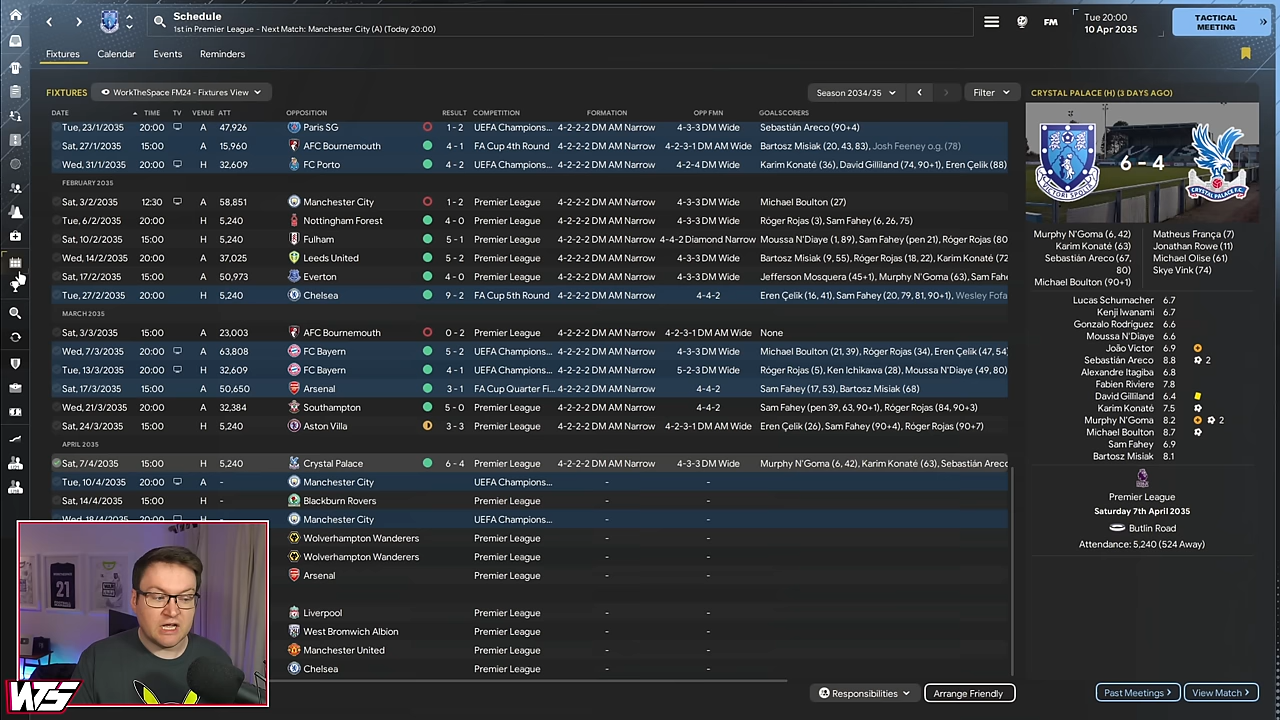 Schedule
1st in Premier League - Next Match: Manchester City (A) (Today 20:00)
FM
Tue 20:00
10 Apr 2035
TACTICAL MEETING
Fixtures Calendar Events Reminders
FIXTURES WorkTheSpace FM24 - Fixtures View Season 2034/35 Filter
DATE TIME TV VENUE ATT OPPOSITION RESULT COMPETITION FORMATION OPP FMN GOALSCORERS
Tue, 23/1/2035 20:00 A 47,926 Paris SG 1 - 2 UEFA Champions... 4-2-2-2 DM AM Narrow 4-3-3 DM Wide Sebastián Areco (90+4)
Sat, 27/1/2035 15:00 A 15,960 AFC Bournemouth 4 - 1 FA Cup 4th Round 4-2-2-2 DM AM Narrow 4-2-3-1 DM AM Wide Bartosz Misiak (20, 43, 83), Josh Feeney o.g. (78)
Wed, 31/1/2035 20:00 H 32,609 FC Porto 4 - 2 UEFA Champions... 4-2-2-2 DM AM Narrow 4-2-4 DM Wide Karim Konaté (36), David Gilliland (74, 90+1), Eren Çelik (88)
FEBRUARY 2035
Sat, 3/2/2035 12:30 A 58,851 Manchester City 1 - 2 Premier League 4-2-2-2 DM AM Narrow 4-3-3 DM Wide Michael Boulton (27)
Tue, 6/2/2035 20:00 H 5,240 Nottingham Forest 4 - 0 Premier League 4-2-2-2 DM AM Narrow 4-3-3 DM Wide Róger Rojas (3), Sam Fahey (6, 26, 75)
Sat, 10/2/2035 15:00 H 5,240 Fulham 5 - 1 Premier League 4-2-2-2 DM AM Narrow 4-4-2 Diamond Narrow Moussa N'Diaye (1, 89), Sam Fahey (pen 21), Róger Rojas (80
Wed, 14/2/2035 20:00 A 37,025 Leeds United 5 - 2 Premier League 4-2-2-2 DM AM Narrow 4-3-3 DM Wide Bartosz Misiak (9, 55), Róger Rojas (18, 22), Karim Konaté (72
Sat, 17/2/2035 15:00 A 50,973 Everton 4 - 0 Premier League 4-2-2-2 DM AM Narrow 4-3-3 DM Wide Jefferson Mosquera (45+1), Murphy N'Goma (63), Sam Fahe
Tue, 27/2/2035 20:00 H 5,240 Chelsea 9 - 2 FA Cup 5th Round 4-2-2-2 DM AM Narrow 4-4-2 Eren Çelik (16, 41), Sam Fahey (20, 79, 81, 90+1), Wesley Fofa
MARCH 2035
Sat, 3/3/2035 15:00 A 23,003 AFC Bournemouth 0 - 2 Premier League 4-2-2-2 DM AM Narrow 4-2-3-1 DM AM Wide None
Wed, 7/3/2035 20:00 A 63,808 FC Bayern 5 - 2 UEFA Champions... 4-2-2-2 DM AM Narrow 4-3-3 DM Wide Michael Boulton (21, 39), Róger Rojas (34), Eren Çelik (47, 54)
Tue, 13/3/2035 20:00 H 32,609 FC Bayern 4 - 1 UEFA Champions... 4-2-2-2 DM AM Narrow 5-2-3 DM Wide Róger Rojas (5), Ken Ichikawa (28), Moussa N'Diaye (49, 80)
Sat, 17/3/2035 15:00 A 50,650 Arsenal 3 - 1 FA Cup Quarter Fi... 4-2-2-2 DM AM Narrow 4-4-2 Sam Fahey (17, 53), Bartosz Misiak (68)
Wed, 21/3/2035 20:00 A 32,384 Southampton 5 - 0 Premier League 4-2-2-2 DM AM Narrow 4-4-2 Sam Fahey (pen 39, 63, 90+1), Róger Rojas (84, 90+3)
Sat, 24/3/2035 15:00 H 5,240 Aston Villa 3 - 3 Premier League 4-2-2-2 DM AM Narrow 4-2-3-1 DM AM Wide Eren Çelik (26), Sam Fahey (90+4), Róger Rojas (90+7)
APRIL 2035
Sat, 7/4/2035 15:00 H 5,240 Crystal Palace 6 - 4 Premier League 4-2-2-2 DM AM Narrow 4-3-3 DM Wide Murphy N'Goma (6, 42), Karim Konaté (63), Sebastián Areco
Tue, 10/4/2035 20:00 A - Manchester City UEFA Champions... - -
Sat, 14/4/2035 15:00 H - Blackburn Rovers Premier League - -
Wed, 18/4/2035 20:00 H - Manchester City UEFA Champions... - -
Wolverhampton Wanderers Premier League - -
Wolverhampton Wanderers Premier League - -
Arsenal Premier League - -
Liverpool Premier League - -
West Bromwich Albion Premier League - -
Manchester United Premier League - -
Chelsea Premier League - -
Responsibilities Arrange Friendly
CRYSTAL PALACE (H) (3 DAYS AGO)
6 - 4
CRYSTAL PALACE F.C.
Murphy N'Goma (6, 42) Matheus França (7)
Karim Konaté (63) Jonathan Rowe (11)
Sebastián Areco (67, Michael Olise (61)
80) Skye Vink (74)
Michael Boulton (90+1)
Lucas Schumacher 6.7
Kenji Iwanami 6.7
Gonzalo Rodríguez 6.6
Moussa N'Diaye 6.6
João Victor 6.9
Sebastián Areco 8.8 2
Alexandre Itagiba 6.8
Fabien Riviere 7.8
David Gilliland 6.4
Karim Konaté 7.5
Murphy N'Goma 8.2 2
Michael Boulton 8.7
Sam Fahey 6.9
Bartosz Misiak 8.1
Premier League
Saturday 7th April 2035
Butlin Road
Attendance: 5,240 (524 Away)
Past Meetings View Match
21
WTS